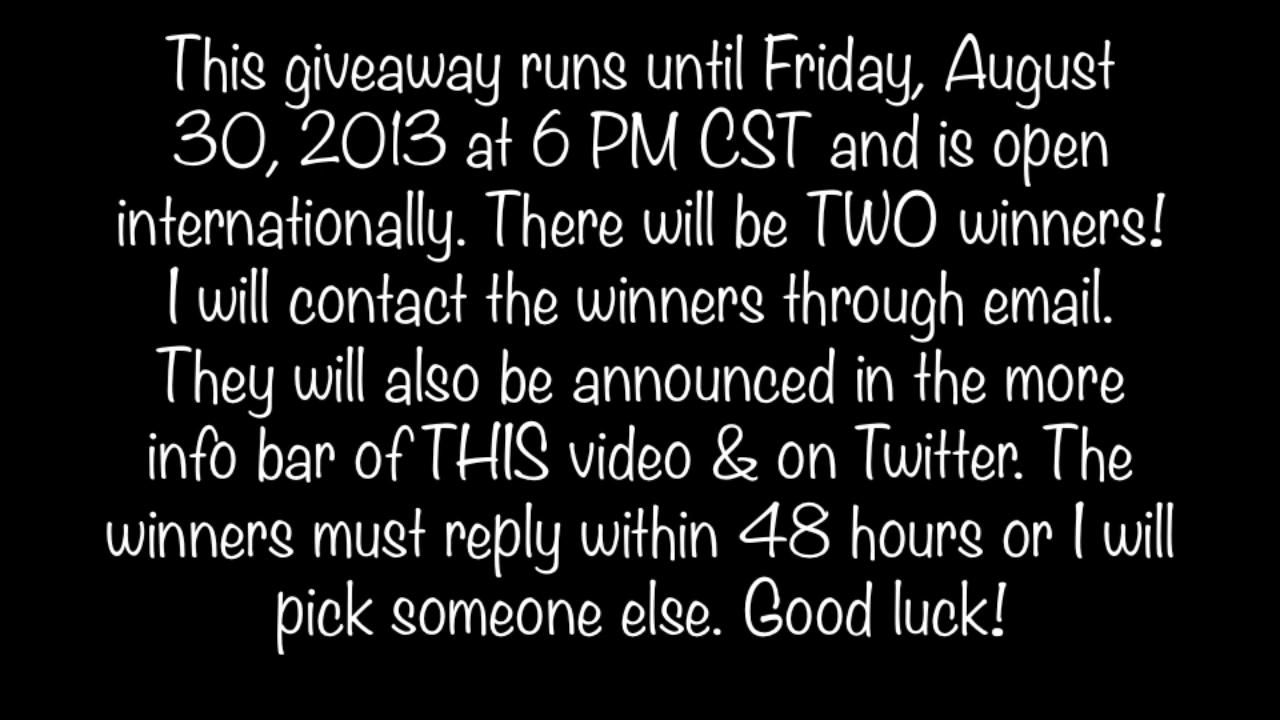 This giveaway runs until Friday, August
30, 2013 at 6 PM CST and is open
internationally. There will be TWO winners!
I will contact the winners through email.
They will also be announced in the more
info bar of THIS video & on Twitter. The
winners must reply within 48 hours or I will
pick someone else. Good luck!